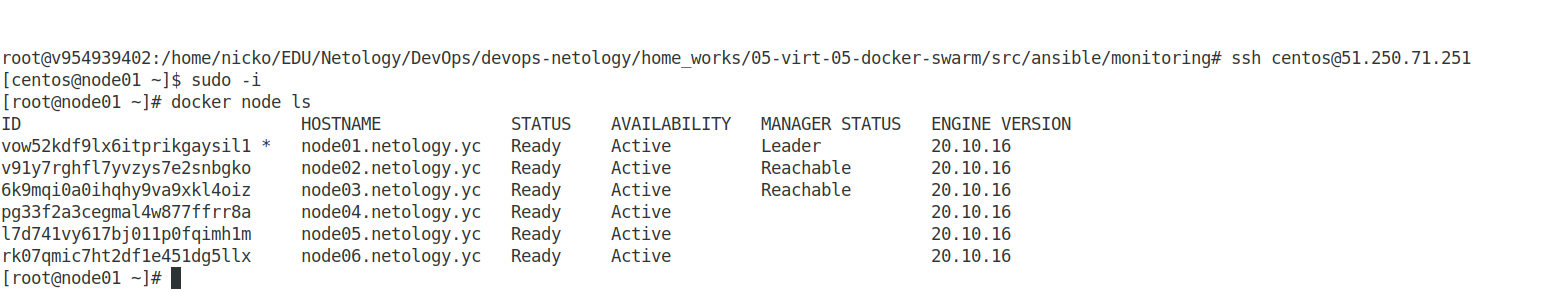 root@v954939402:/home/nicko/EDU/Netology/DevOps/devops-netology/home_works/05-virt-05-docker-swarm/src/ansible/monitoring# ssh centos@51.250.71.251
[centos@node01 ~]$ sudo -i
[root@node01 ~]# docker node ls
ID                            HOSTNAME             STATUS    AVAILABILITY   MANAGER STATUS   ENGINE VERSION
vow52kdf9lx6itprikgaysil1 *   node01.netology.yc   Ready     Active         Leader           20.10.16
v91y7rghfl7yvzys7e2snbgko     node02.netology.yc   Ready     Active         Reachable        20.10.16
6k9mqi0a0ihqhy9va9xkl4oiz     node03.netology.yc   Ready     Active         Reachable        20.10.16
pg33f2a3cegmal4w877ffrr8a     node04.netology.yc   Ready     Active                          20.10.16
l7d741vy617bj011p0fqimh1m     node05.netology.yc   Ready     Active                          20.10.16
rk07qmic7ht2df1e451dg5llx     node06.netology.yc   Ready     Active                          20.10.16
[root@node01 ~]#